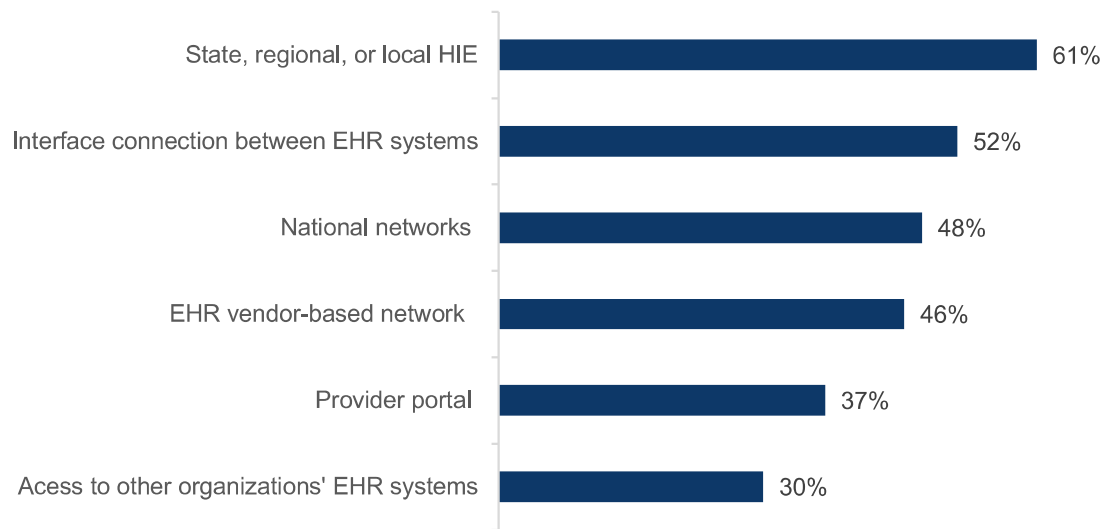 State, regional, or local HIE 61%
Interface connection between EHR systems 52%
National networks 48%
EHR vendor-based network 46%
Provider portal 37%
Acess to other organizations' EHR systems 30%